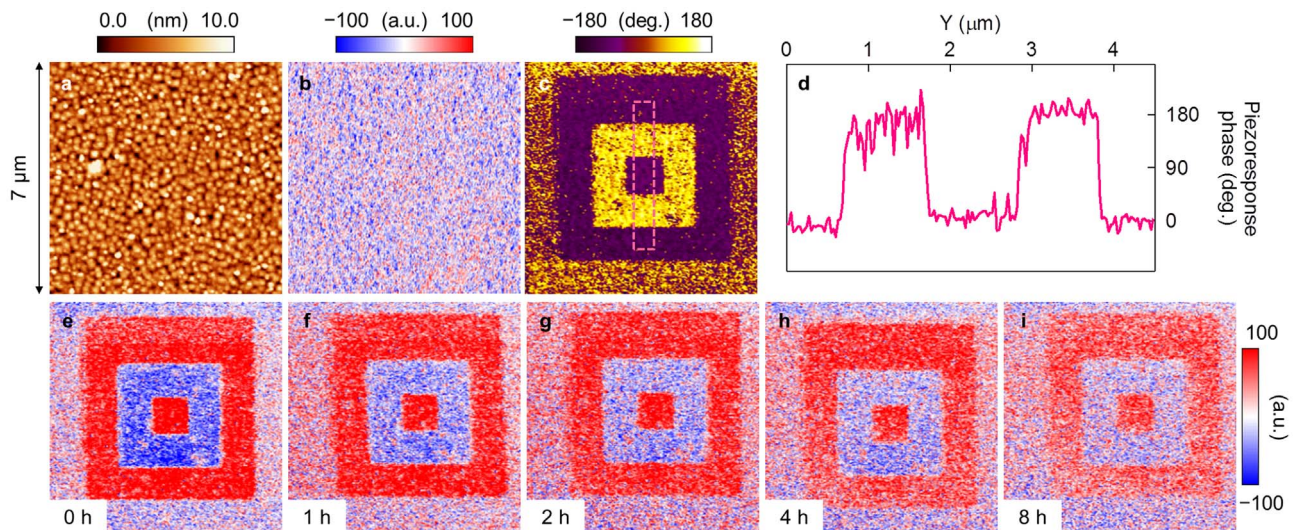 0.0 (nm) 10.0
−100 (a.u.) 100
−180 (deg.) 180
Y (μm)
0 1 2 3 4
7 μm
a
b
c
d
180
90
0
Piezoresponse
phase (deg.)
e
f
g
h
i
0 h
1 h
2 h
4 h
8 h
100
(a.u.)
−100